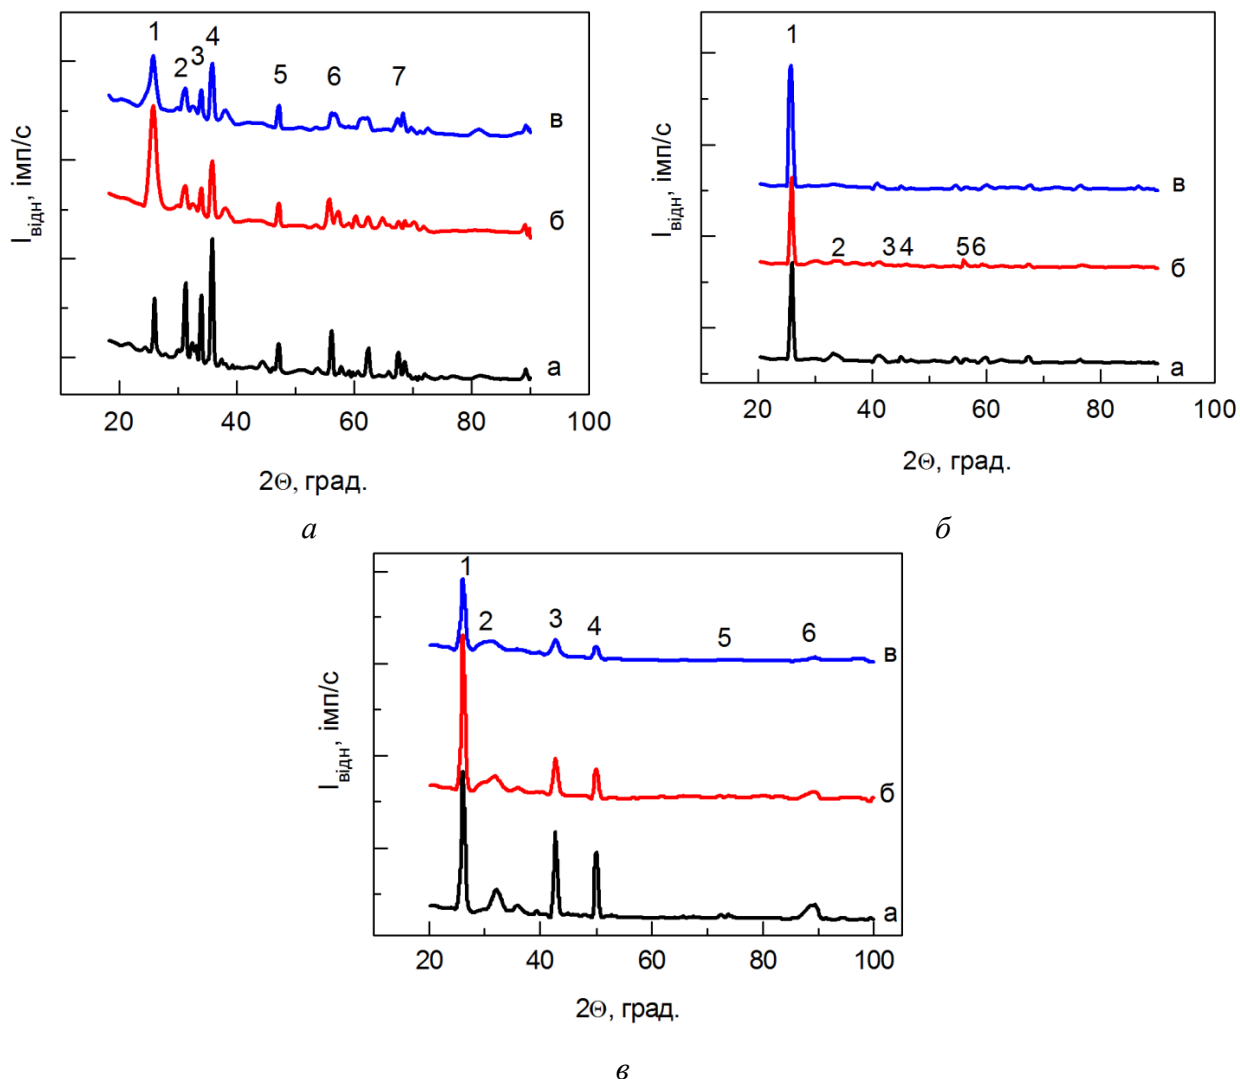 1 2 3 4 5 6 7
в
б
а
Iвідн, імп/с
20 40 60 80 100
2Θ, град.
а
1
в
2 3 4 5 6
б
а
Iвідн, імп/с
20 40 60 80 100
2Θ, град.
б
1 2 3 4 5 6
в
б
а
Iвідн, імп/с
20 40 60 80 100
2Θ, град.
в